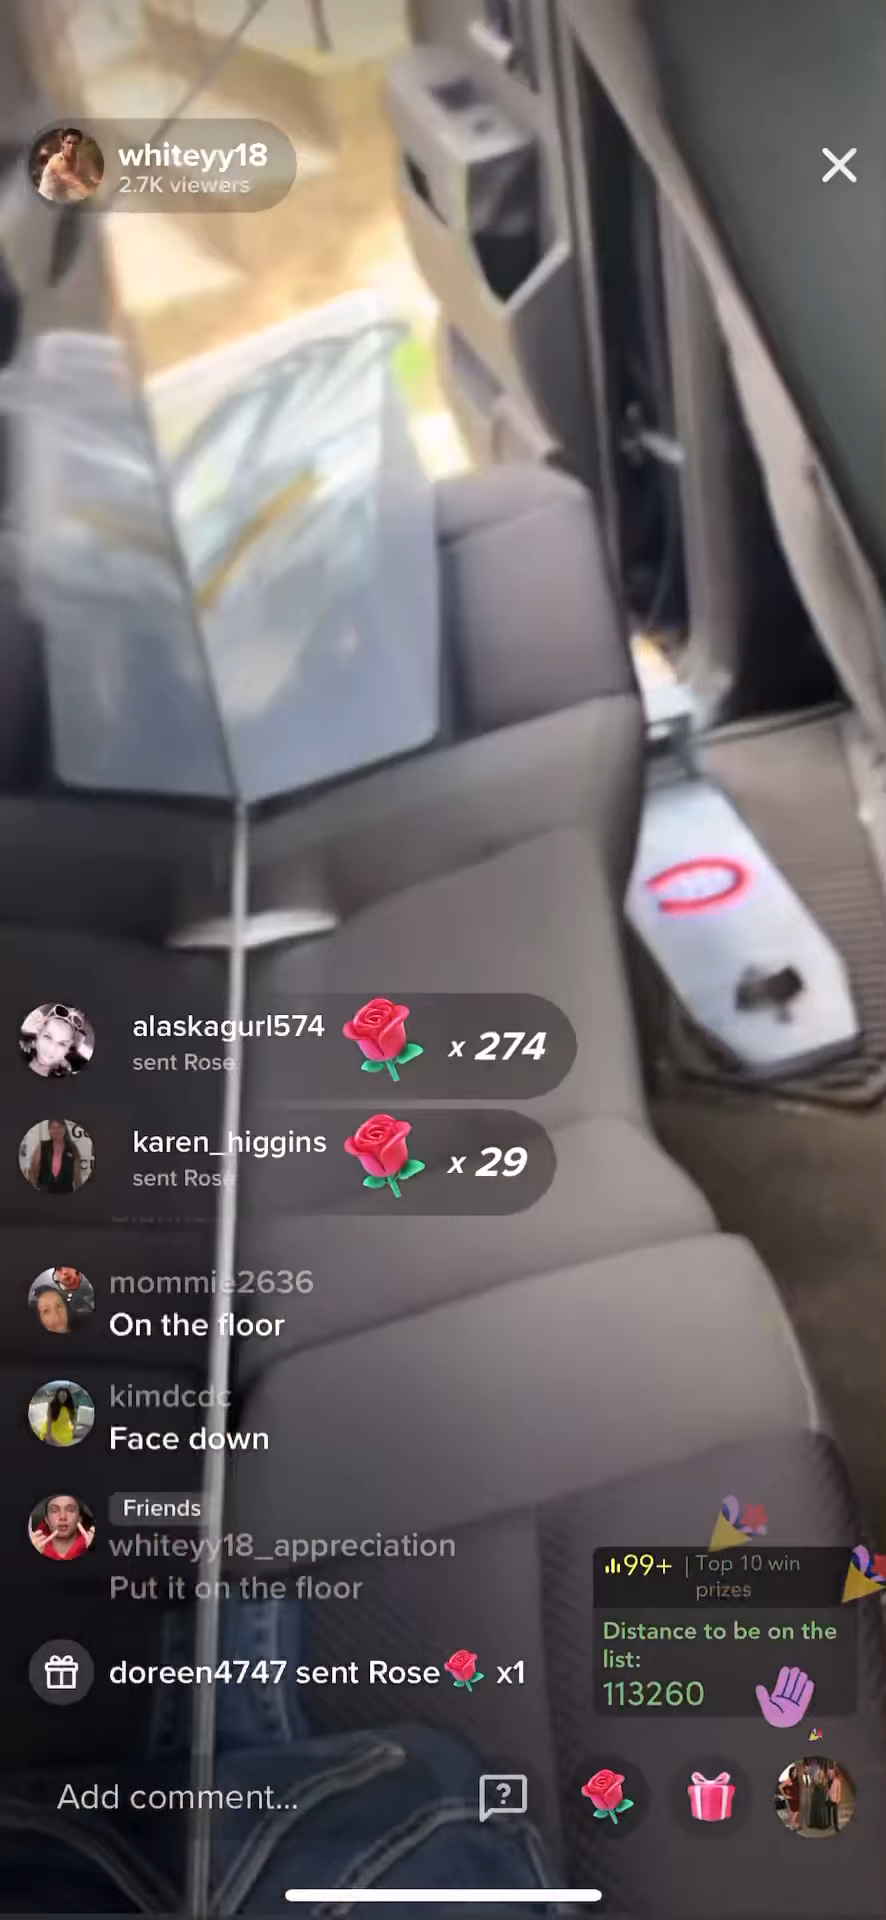 whiteyy18
2.7K viewers
alaskagurl574
sent Rose
x 274
karen_higgins
sent Rose
x 29
mommie2636
On the floor
kimdcdc
Face down
Friends
whiteyy18_appreciation
Put it on the floor
doreen4747 sent Rose x1
99+ | Top 10 win
prizes
Distance to be on the
list:
113260
Add comment...
?